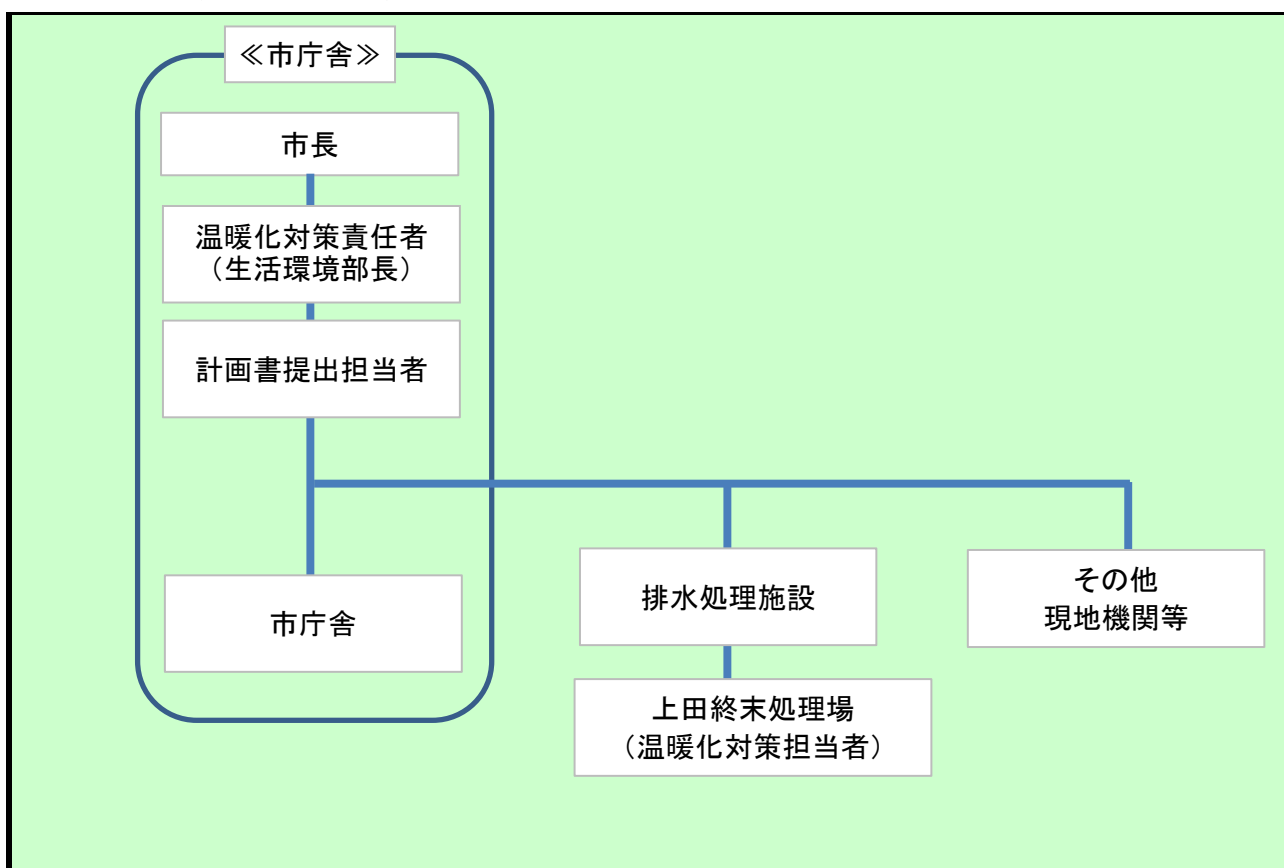 ≪市庁舎≫
市長
温暖化対策責任者
（生活環境部長）
計画書提出担当者
市庁舎
排水処理施設
上田終末処理場
（温暖化対策担当者）
その他
現地機関等